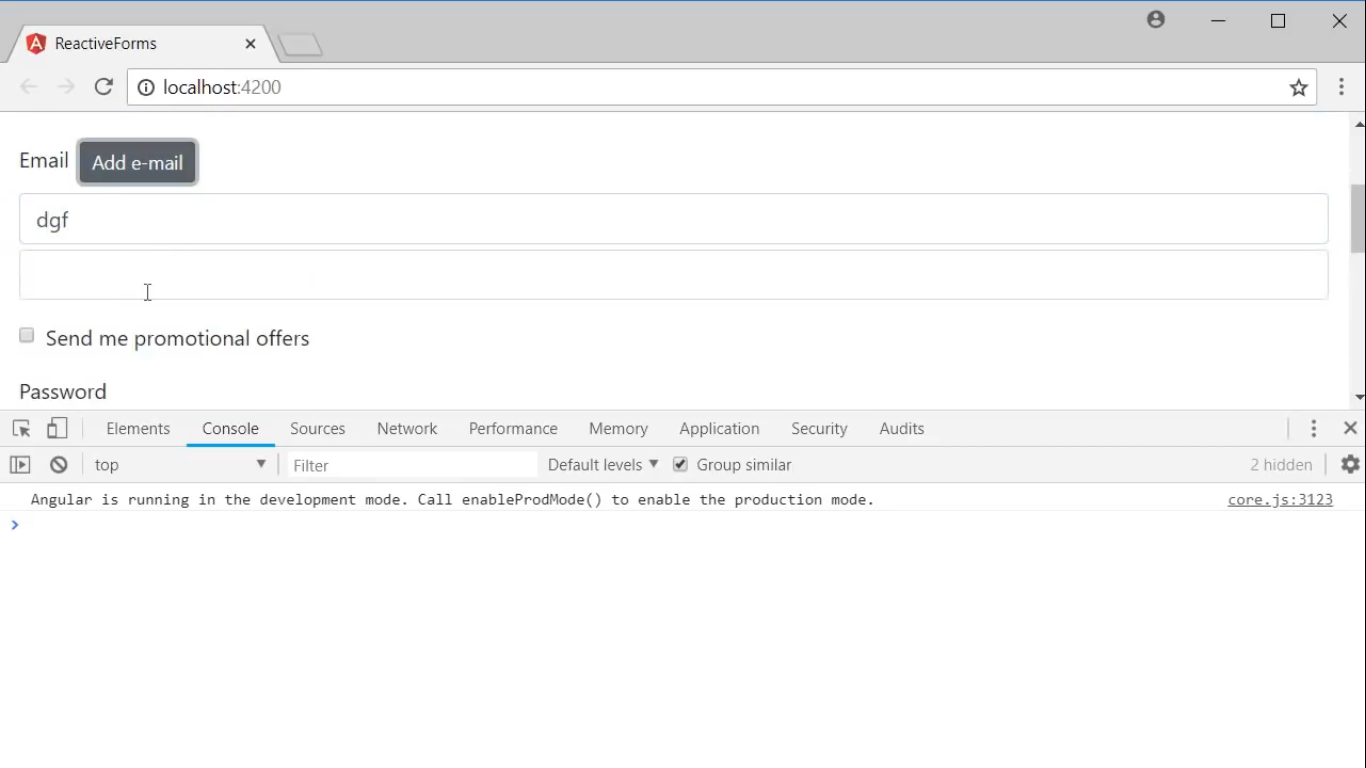 ReactiveForms
localhost:4200
Email Add e-mail
dgf
Send me promotional offers
Password
Elements Console Sources Network Performance Memory Application Security Audits
top Filter Default levels Group similar 2 hidden
Angular is running in the development mode. Call enableProdMode() to enable the production mode. core.js:3123